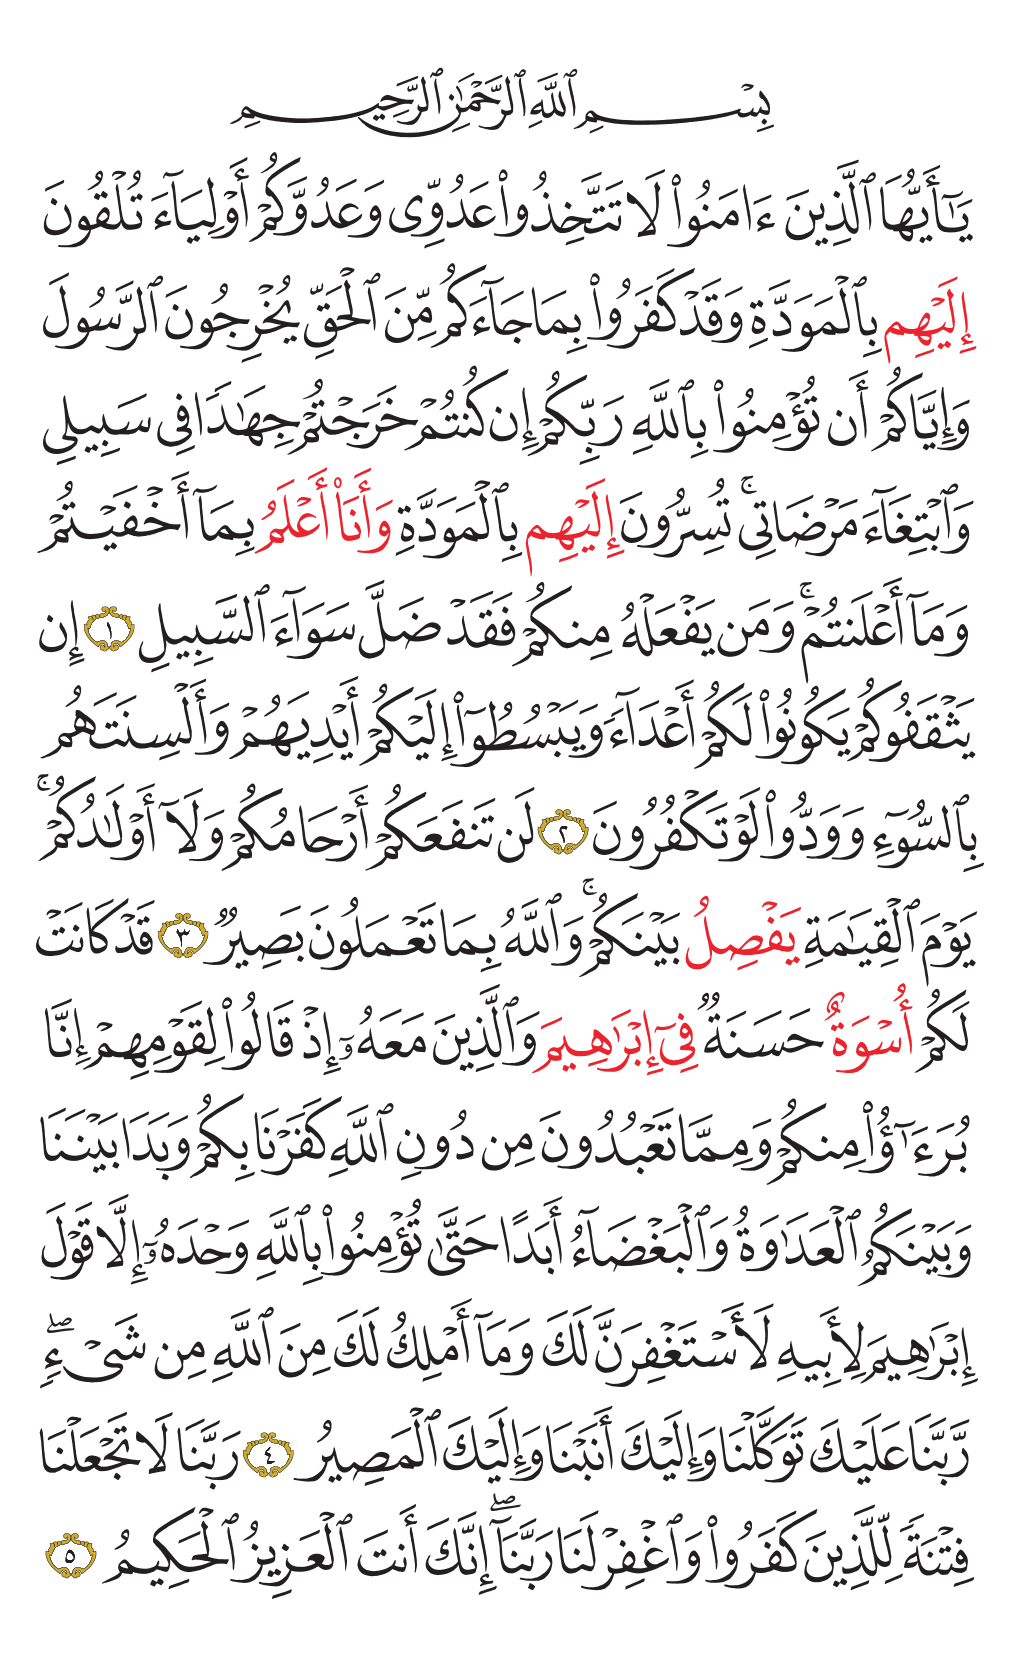 بِسْمِ ٱللَّهِ ٱلرَّحْمَٰنِ ٱلرَّحِيمِ
يَٰٓأَيُّهَا ٱلَّذِينَ ءَامَنُوا۟ لَا تَتَّخِذُوا۟ عَدُوِّى وَعَدُوَّكُمْ أَوْلِيَآءَ تُلْقُونَ
إِلَيْهِم بِٱلْمَوَدَّةِ وَقَدْ كَفَرُوا۟ بِمَا جَآءَكُم مِّنَ ٱلْحَقِّ يُخْرِجُونَ ٱلرَّسُولَ
وَإِيَّاكُمْ أَن تُؤْمِنُوا۟ بِٱللَّهِ رَبِّكُمْ إِن كُنتُمْ خَرَجْتُمْ جِهَٰدًا فِى سَبِيلِى
وَٱبْتِغَآءَ مَرْضَاتِى ۚ تُسِرُّونَ إِلَيْهِم بِٱلْمَوَدَّةِ وَأَنَا۠ أَعْلَمُ بِمَآ أَخْفَيْتُمْ
وَمَآ أَعْلَنتُمْ ۚ وَمَن يَفْعَلْهُ مِنكُمْ فَقَدْ ضَلَّ سَوَآءَ ٱلسَّبِيلِ ١ إِن
يَثْقَفُوكُمْ يَكُونُوا۟ لَكُمْ أَعْدَآءً وَيَبْسُطُوٓا۟ إِلَيْكُمْ أَيْدِيَهُمْ وَأَلْسِنَتَهُم
بِٱلسُّوٓءِ وَوَدُّوا۟ لَوْ تَكْفُرُونَ ٢ لَن تَنفَعَكُمْ أَرْحَامُكُمْ وَلَآ أَوْلَٰدُكُمْ ۚ
يَوْمَ ٱلْقِيَٰمَةِ يَفْصِلُ بَيْنَكُمْ ۚ وَٱللَّهُ بِمَا تَعْمَلُونَ بَصِيرٌ ٣ قَدْ كَانَتْ
لَكُمْ أُسْوَةٌ حَسَنَةٌ فِىٓ إِبْرَٰهِيمَ وَٱلَّذِينَ مَعَهُۥٓ إِذْ قَالُوا۟ لِقَوْمِهِمْ إِنَّا
بُرَءَٰٓؤُا۟ مِنكُمْ وَمِمَّا تَعْبُدُونَ مِن دُونِ ٱللَّهِ كَفَرْنَا بِكُمْ وَبَدَا بَيْنَنَا
وَبَيْنَكُمُ ٱلْعَدَٰوَةُ وَٱلْبَغْضَآءُ أَبَدًا حَتَّىٰ تُؤْمِنُوا۟ بِٱللَّهِ وَحْدَهُۥٓ إِلَّا قَوْلَ
إِبْرَٰهِيمَ لِأَبِيهِ لَأَسْتَغْفِرَنَّ لَكَ وَمَآ أَمْلِكُ لَكَ مِنَ ٱللَّهِ مِن شَىْءٍ ۖ
رَّبَّنَا عَلَيْكَ تَوَكَّلْنَا وَإِلَيْكَ أَنَبْنَا وَإِلَيْكَ ٱلْمَصِيرُ ٤ رَبَّنَا لَا تَجْعَلْنَا
فِتْنَةً لِّلَّذِينَ كَفَرُوا۟ وَٱغْفِرْ لَنَا رَبَّنَآ ۖ إِنَّكَ أَنتَ ٱلْعَزِيزُ ٱلْحَكِيمُ ٥